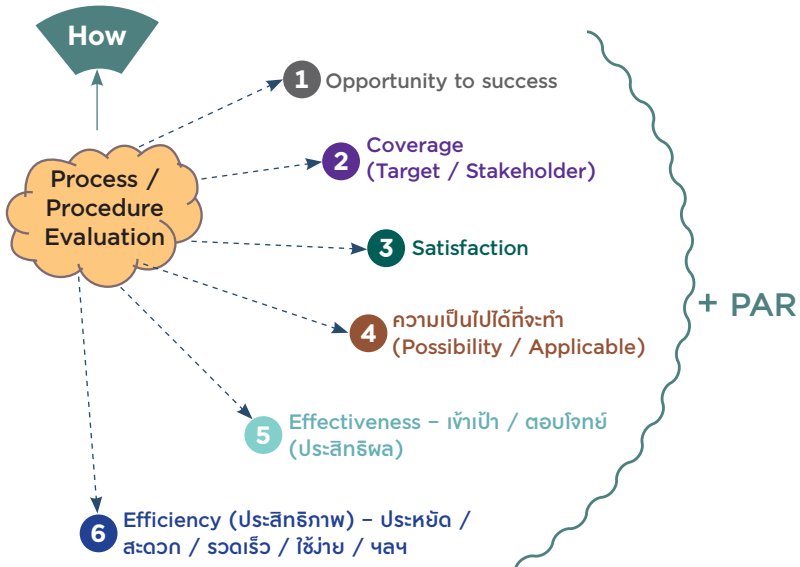 How
1 Opportunity to success
2 Coverage
(Target / Stakeholder)
Process /
Procedure
Evaluation
3 Satisfaction
+ PAR
4 ความเป็นไปได้ที่จะทำ
(Possibility / Applicable)
5 Effectiveness – เข้าเป้า / ตอบโจทย์
(ประสิทธิผล)
6 Efficiency (ประสิทธิภาพ) – ประหยัด /
สะดวก / รวดเร็ว / ใช้ง่าย / ฯลฯ